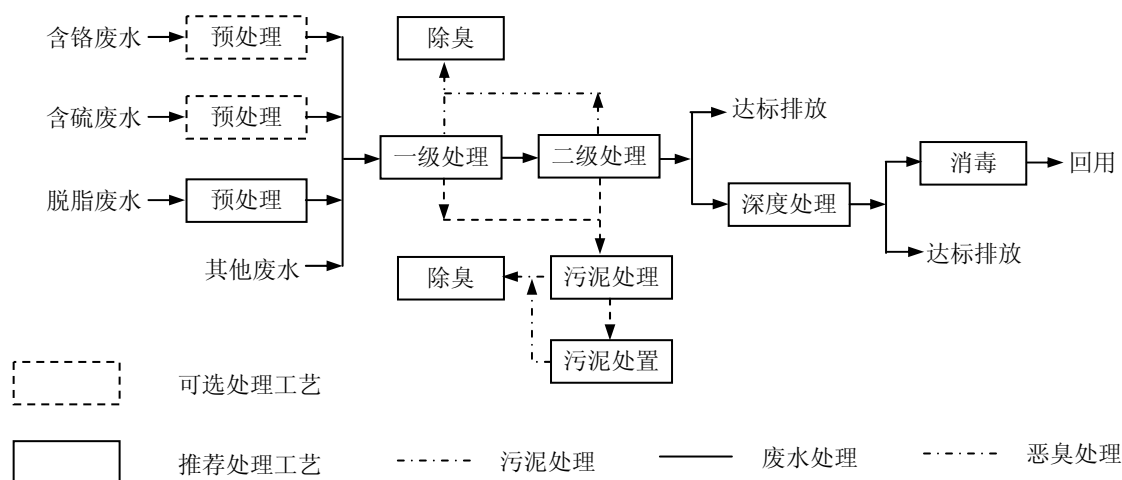 含铬废水
预处理
除臭
含硫废水
预处理
达标排放
一级处理
二级处理
消毒
回用
脱脂废水
预处理
深度处理
其他废水
达标排放
除臭
污泥处理
污泥处置
可选处理工艺
推荐处理工艺
污泥处理
废水处理
恶臭处理